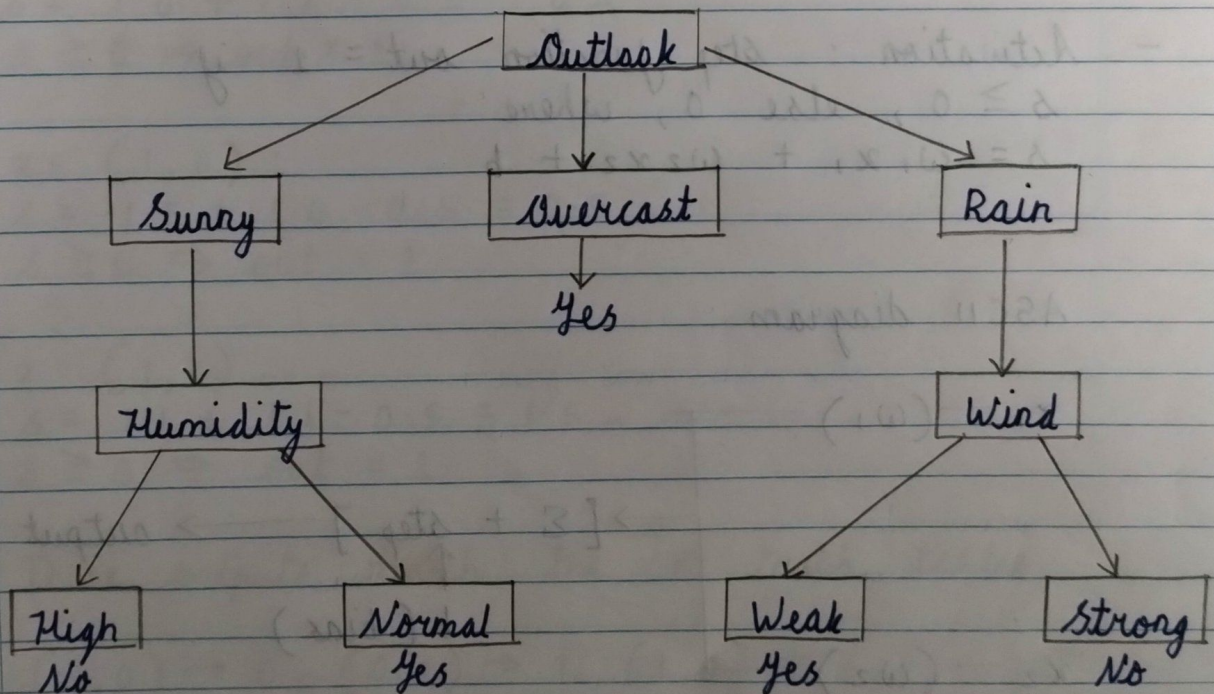 Outlook
Sunny Overcast Rain
Yes
Humidity Wind
High Normal Weak Strong
No Yes Yes No